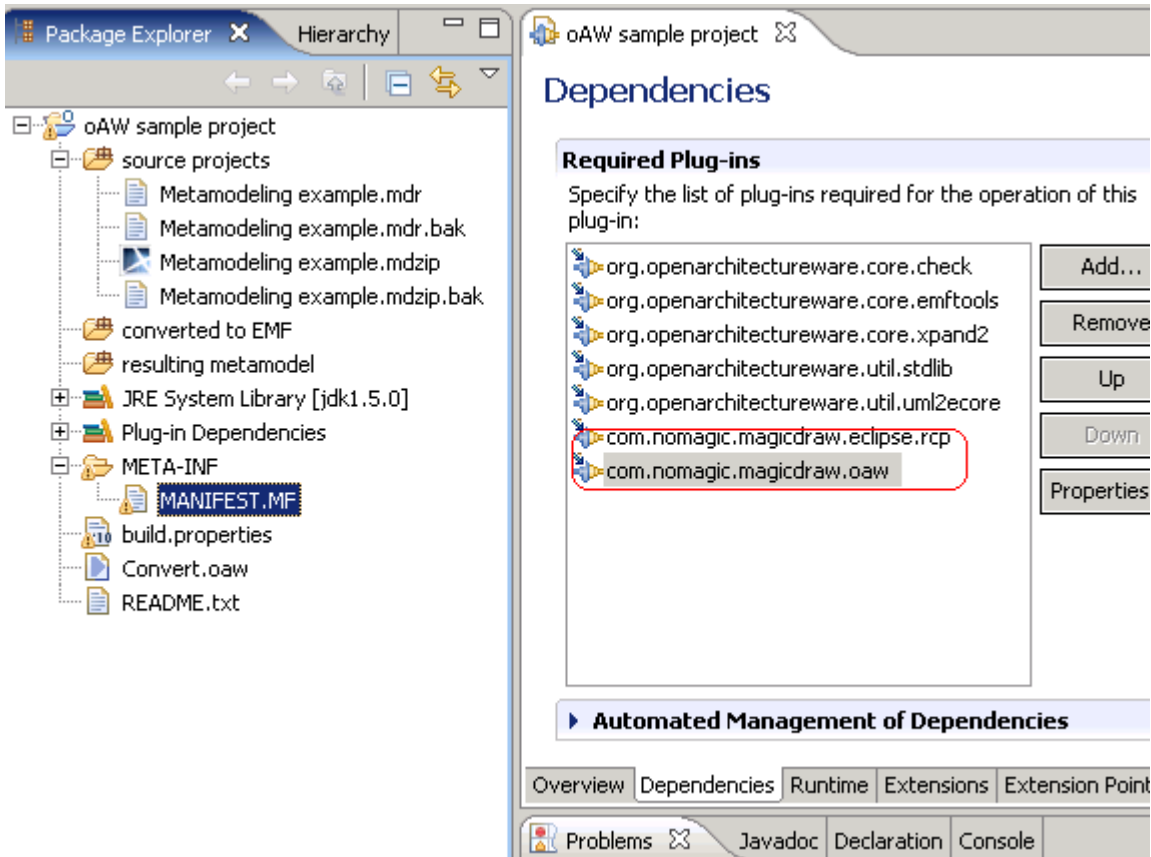 Package Explorer
Hierarchy
oAW sample project
source projects
Metamodeling example.mdr
Metamodeling example.mdr.bak
Metamodeling example.mdzip
Metamodeling example.mdzip.bak
converted to EMF
resulting metamodel
JRE System Library [jdk1.5.0]
Plug-in Dependencies
META-INF
MANIFEST.MF
build.properties
Convert.oaw
README.txt
oAW sample project
Dependencies
Required Plug-ins
Specify the list of plug-ins required for the operation of this
plug-in:
org.openarchitectureware.core.check
org.openarchitectureware.core.emftools
org.openarchitectureware.core.xpand2
org.openarchitectureware.util.stdlib
org.openarchitectureware.util.uml2ecore
com.nomagic.magicdraw.eclipse.rcp
com.nomagic.magicdraw.oaw
Add...
Remove
Up
Down
Properties
Automated Management of Dependencies
Overview Dependencies Runtime Extensions Extension Point
Problems Javadoc Declaration Console